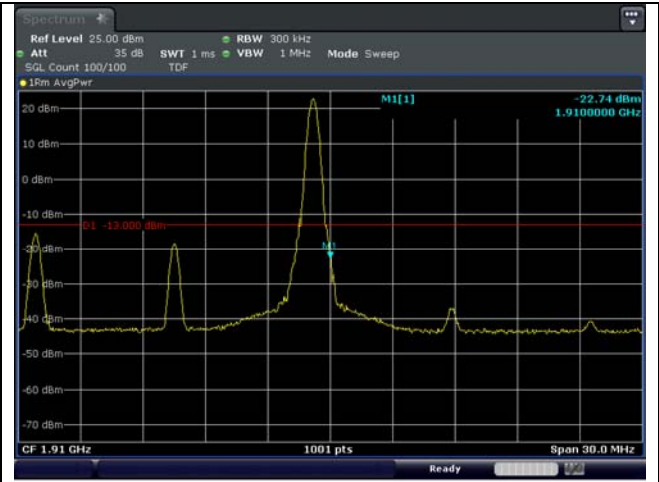 Spectrum
Ref Level 25.00 dBm RBW 300 kHz
Att 35 dB SWT 1 ms VBW 1 MHz Mode Sweep
SGL Count 100/100 TDF
1Rm AvgPwr
M1[1] -22.74 dBm
1.9100000 GHz
20 dBm
10 dBm
0 dBm
-10 dBm
D1 -13.000 dBm
-20 dBm
M1
-30 dBm
-40 dBm
-50 dBm
-60 dBm
-70 dBm
CF 1.91 GHz 1001 pts Span 30.0 MHz
Ready